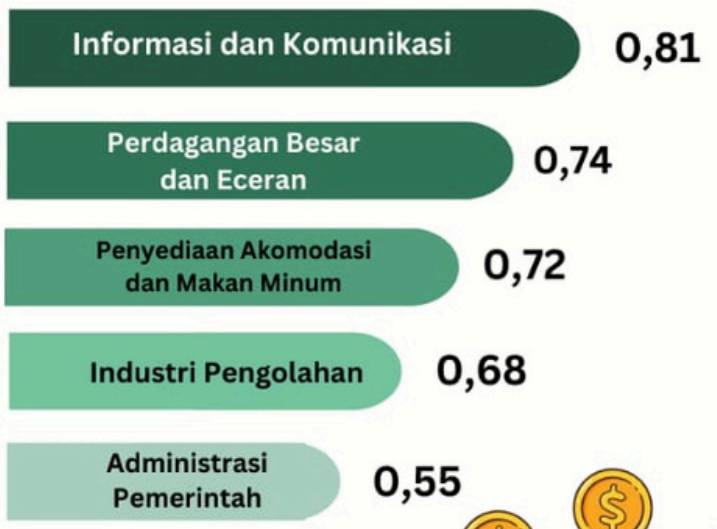 Informasi dan Komunikasi
0,81
Perdagangan Besar
dan Eceran
0,74
Penyediaan Akomodasi
dan Makan Minum
0,72
Industri Pengolahan
0,68
Administrasi
Pemerintah
0,55
$